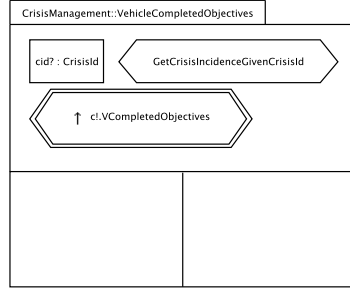 CrisisManagement::VehicleCompletedObjectives
cid? : CrisisId
GetCrisisIncidenceGivenCrisisId
↑ c!.VCompletedObjectives